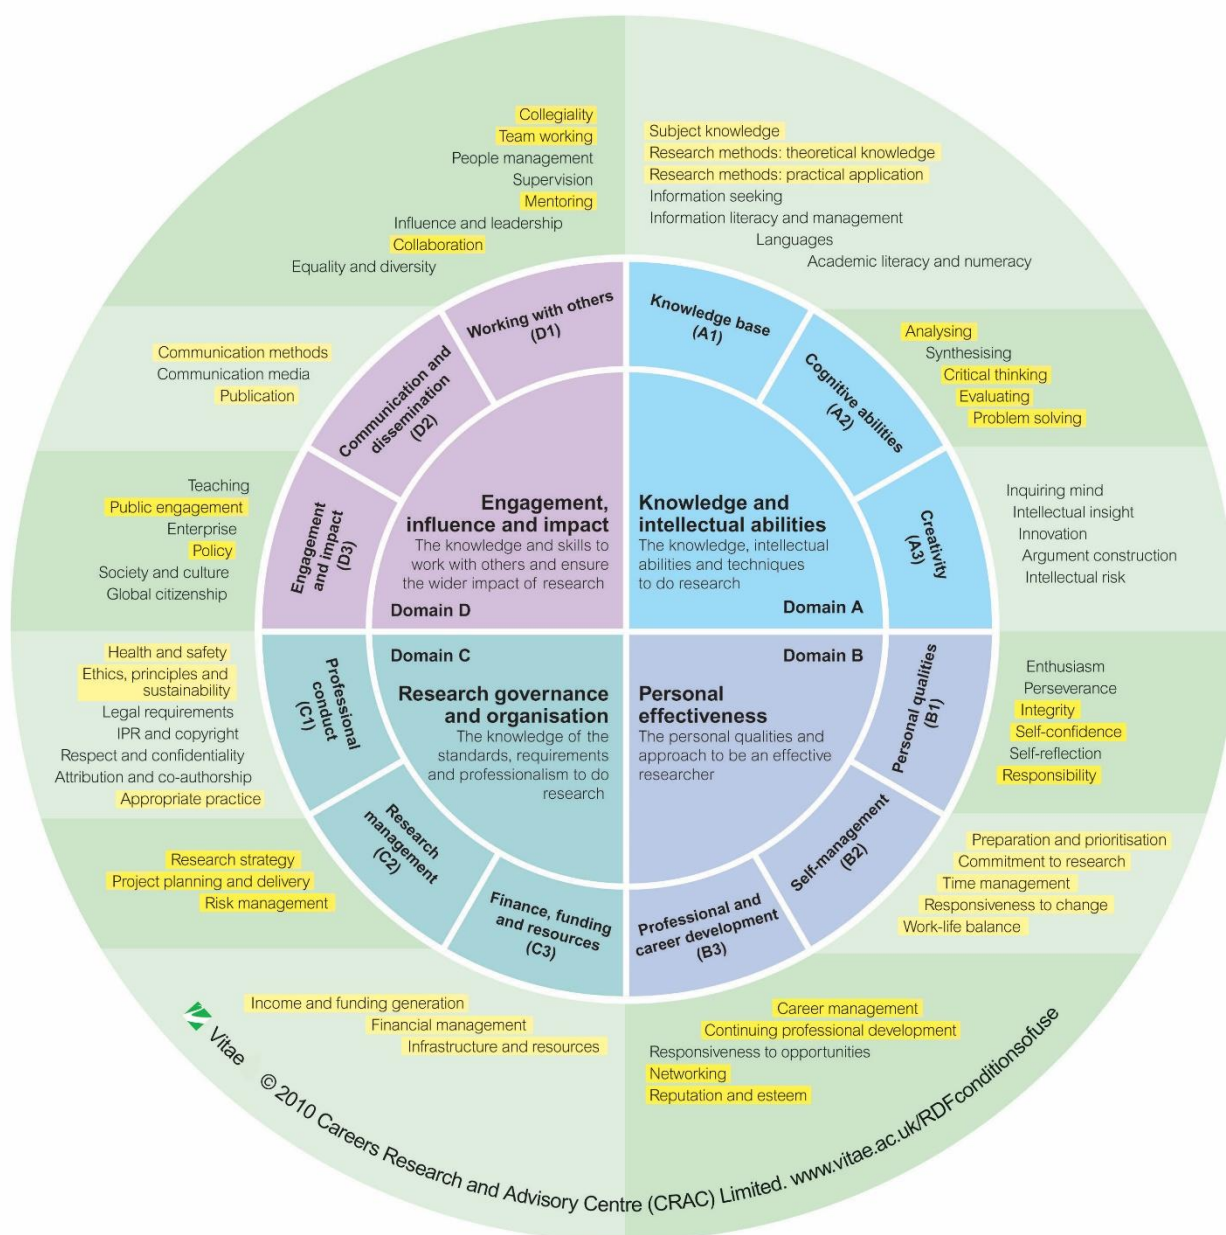 Collegiality
Team working
People management
Supervision
Mentoring
Influence and leadership
Collaboration
Equality and diversity
Subject knowledge
Research methods: theoretical knowledge
Research methods: practical application
Information seeking
Information literacy and management
Languages
Academic literacy and numeracy
Working with others
(D1)
Knowledge base
(A1)
Communication methods
Communication media
Publication
Communication and
dissemination
(D2)
Cognitive abilities
(A2)
Analysing
Synthesising
Critical thinking
Evaluating
Problem solving
Teaching
Public engagement
Enterprise
Policy
Society and culture
Global citizenship
Engagement
and impact
(D3)
Engagement,
influence and impact
The knowledge and skills to
work with others and ensure
the wider impact of research
Domain D
Knowledge and
intellectual abilities
The knowledge, intellectual
abilities and techniques
to do research
Domain A
Creativity
(A3)
Inquiring mind
Intellectual insight
Innovation
Argument construction
Intellectual risk
Health and safety
Ethics, principles and
sustainability
Legal requirements
IPR and copyright
Respect and confidentiality
Attribution and co-authorship
Appropriate practice
Professional
conduct
(C1)
Domain C
Research governance
and organisation
The knowledge of the
standards, requirements
and professionalism to do
research
Domain B
Personal
effectiveness
The personal qualities and
approach to be an effective
researcher
Personal qualities
(B1)
Enthusiasm
Perseverance
Integrity
Self-confidence
Self-reflection
Responsibility
Research strategy
Project planning and delivery
Risk management
Research
management
(C2)
Self-management
(B2)
Preparation and prioritisation
Commitment to research
Time management
Responsiveness to change
Work-life balance
Finance, funding
and resources
(C3)
Professional and
career development
(B3)
Income and funding generation
Financial management
Infrastructure and resources
Career management
Continuing professional development
Responsiveness to opportunities
Networking
Reputation and esteem
Vitae © 2010 Careers Research and Advisory Centre (CRAC) Limited. www.vitae.ac.uk/RDFconditionsofuse